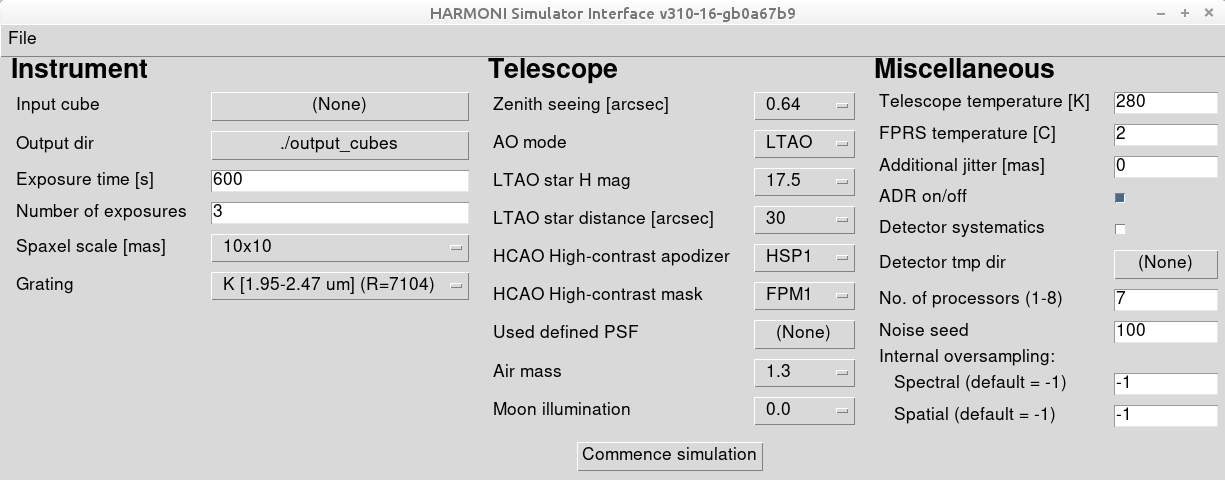 HARMONI Simulator Interface v310-16-gb0a67b9
File
Instrument
Input cube (None)
Output dir ./output_cubes
Exposure time [s] 600
Number of exposures 3
Spaxel scale [mas] 10x10
Grating K [1.95-2.47 um] (R=7104)
Telescope
Zenith seeing [arcsec] 0.64
AO mode LTAO
LTAO star H mag 17.5
LTAO star distance [arcsec] 30
HCAO High-contrast apodizer HSP1
HCAO High-contrast mask FPM1
Used defined PSF (None)
Air mass 1.3
Moon illumination 0.0
Miscellaneous
Telescope temperature [K] 280
FPRS temperature [C] 2
Additional jitter [mas] 0
ADR on/off
Detector systematics
Detector tmp dir (None)
No. of processors (1-8) 7
Noise seed 100
Internal oversampling:
Spectral (default = -1) -1
Spatial (default = -1) -1
Commence simulation